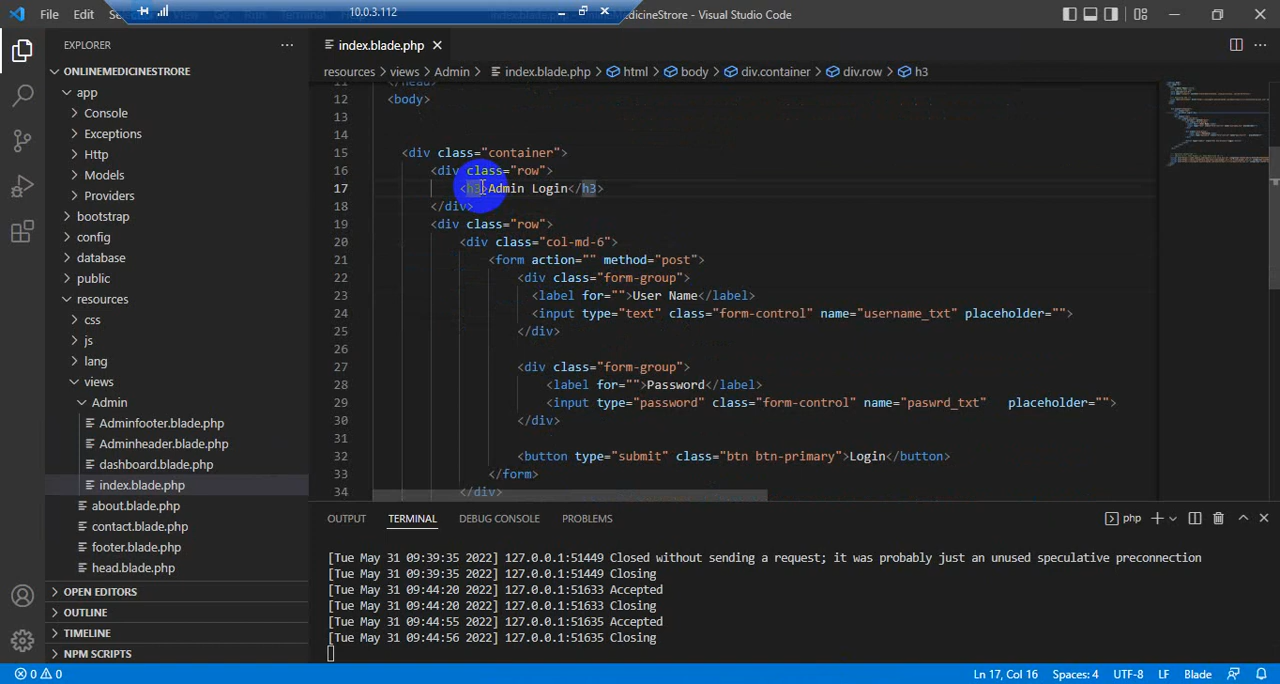 File Edit 10.0.3.112 index.blade.php MedicineStrore - Visual Studio Code
EXPLORER
ONLINEMEDICINESTRORE
app
Console
Exceptions
Http
Models
Providers
bootstrap
config
database
public
resources
css
js
lang
views
Admin
Adminfooter.blade.php
Adminheader.blade.php
dashboard.blade.php
index.blade.php
about.blade.php
contact.blade.php
footer.blade.php
head.blade.php
OPEN EDITORS
OUTLINE
TIMELINE
NPM SCRIPTS
index.blade.php
resources > views > Admin > index.blade.php > html > body > div.container > div.row > h3
11 </head>
12 <body>
13
14
15 <div class="container">
16 <div class="row">
17 <h3>Admin Login</h3>
18 </div>
19 <div class="row">
20 <div class="col-md-6">
21 <form action="" method="post">
22 <div class="form-group">
23 <label for="">User Name</label>
24 <input type="text" class="form-control" name="username_txt" placeholder="">
25 </div>
26
27 <div class="form-group">
28 <label for="">Password</label>
29 <input type="password" class="form-control" name="paswrd_txt" placeholder="">
30 </div>
31
32 <button type="submit" class="btn btn-primary">Login</button>
33 </form>
34 </div>
OUTPUT TERMINAL DEBUG CONSOLE PROBLEMS php
[Tue May 31 09:39:35 2022] 127.0.0.1:51449 Closed without sending a request; it was probably just an unused speculative preconnection
[Tue May 31 09:39:35 2022] 127.0.0.1:51449 Closing
[Tue May 31 09:44:20 2022] 127.0.0.1:51633 Accepted
[Tue May 31 09:44:20 2022] 127.0.0.1:51633 Closing
[Tue May 31 09:44:55 2022] 127.0.0.1:51635 Accepted
[Tue May 31 09:44:56 2022] 127.0.0.1:51635 Closing
0 0 Ln 17, Col 16 Spaces: 4 UTF-8 LF Blade